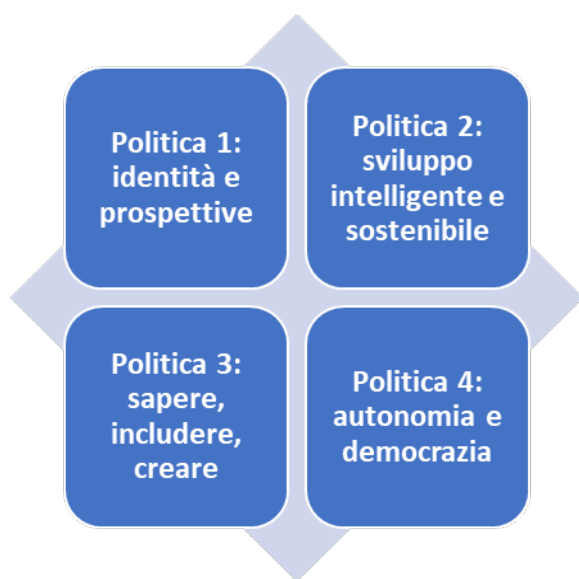 Politica 1:
identità e
prospettive
Politica 2:
sviluppo
intelligente e
sostenibile
Politica 3:
sapere,
includere,
creare
Politica 4:
autonomia e
democrazia